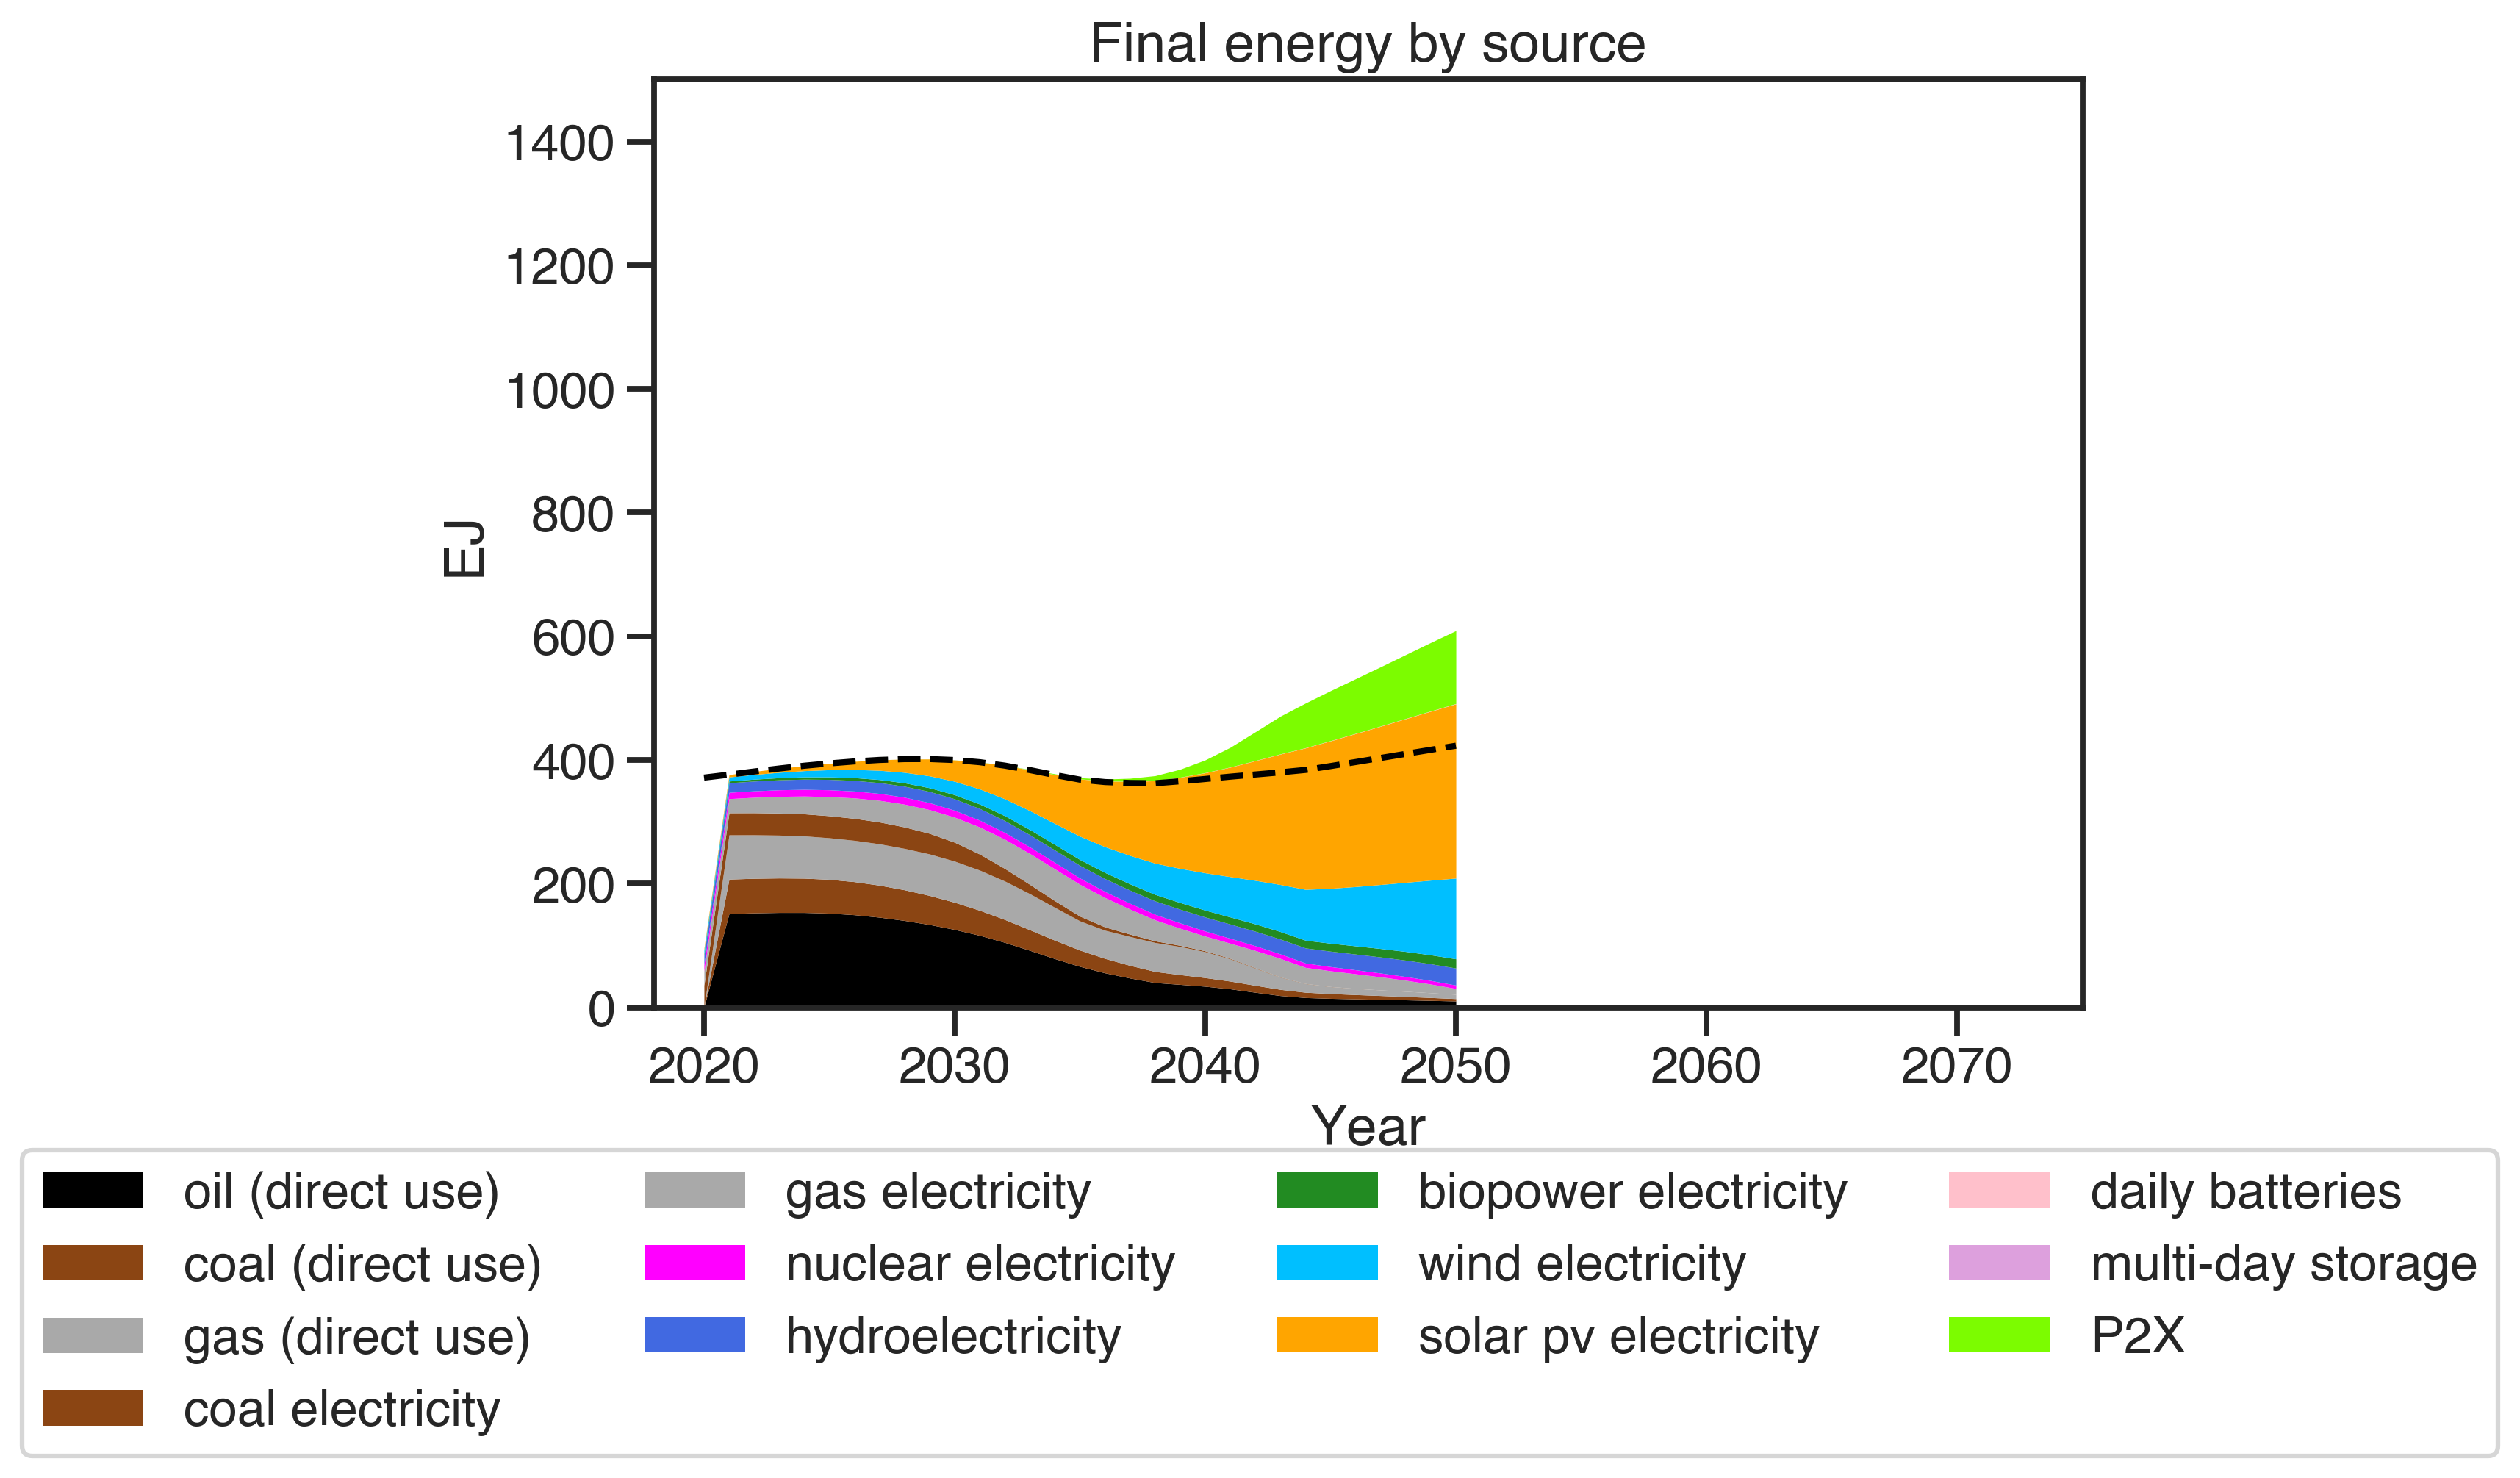 Final energy by source
1400
1200
1000
800
600
400
200
0
EJ
2020 2030 2040 2050 2060 2070
Year
oil (direct use)
coal (direct use)
gas (direct use)
coal electricity
gas electricity
nuclear electricity
hydroelectricity
biopower electricity
wind electricity
solar pv electricity
daily batteries
multi-day storage
P2X